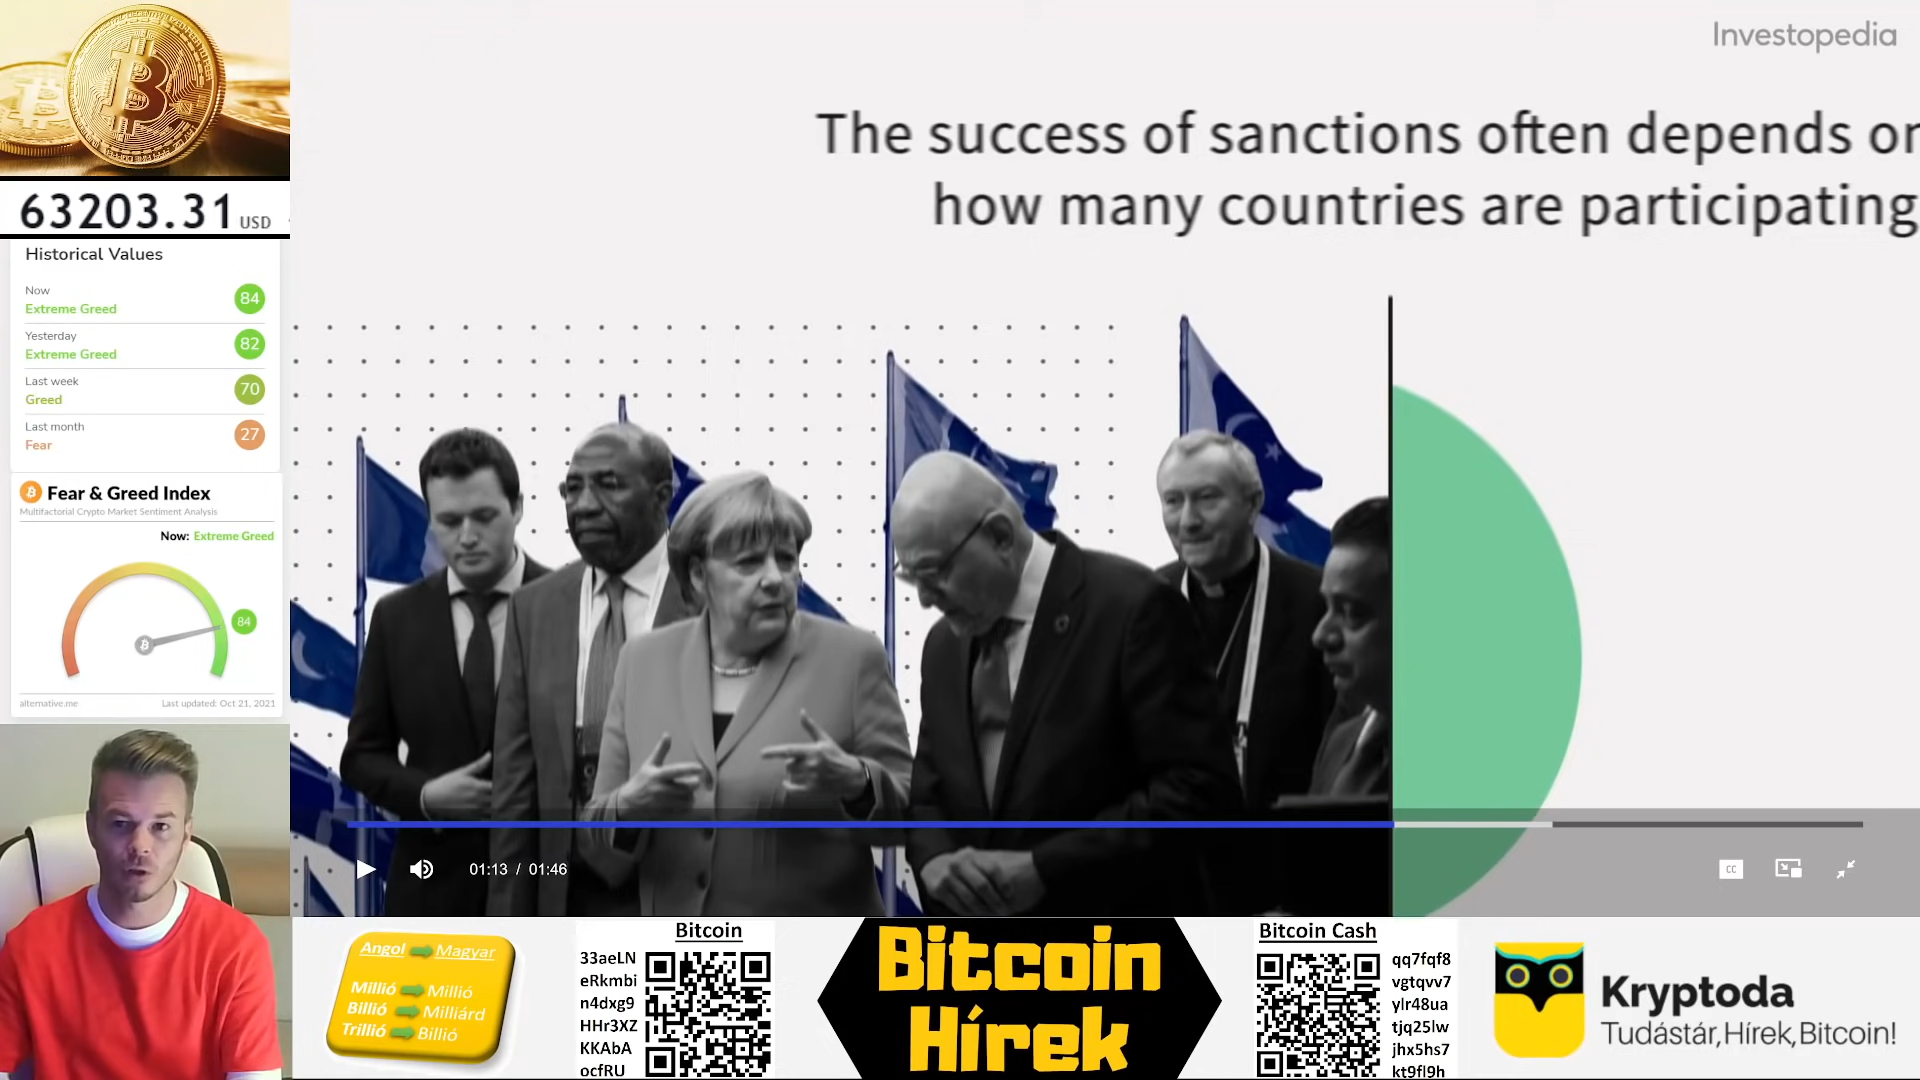 Investopedia
The success of sanctions often depends on
how many countries are participating
63203.31 USD
Historical Values
Now
Extreme Greed
84
Yesterday
Extreme Greed
82
Last week
Greed
70
Last month
Fear
27
Fear & Greed Index
Multifactorial Crypto Market Sentiment Analysis
Now: Extreme Greed
84
alternative.me
Last updated: Oct 21, 2021
01:13 / 01:46
CC
Angol Magyar
Millió Millió
Billió Milliárd
Trillió Billió
Bitcoin
33aeLN
eRkmbi
n4dxg9
HHr3XZ
KKAbA
ocfRU
Bitcoin
Hírek
Bitcoin Cash
qq7fqf8
vgtqvv7
ylr48ua
tjq25lw
jhx5hs7
kt9fl9h
Kryptoda
Tudástár,Hírek,Bitcoin!